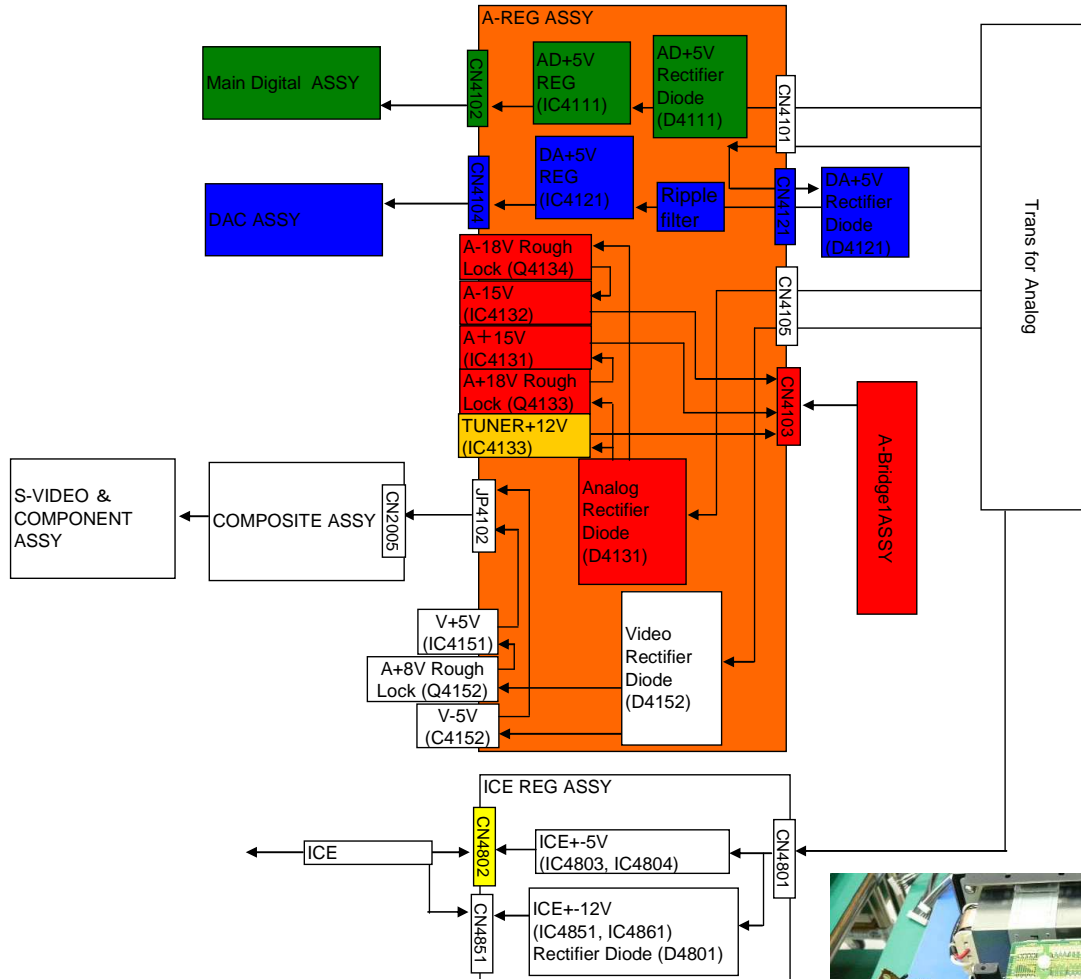 A-REG ASSY
Main Digital ASSY
CN4102
AD+5V
REG
(IC4111)
AD+5V
Rectifier
Diode
(D4111)
CN4101
Trans for Analog
DAC ASSY
CN4104
DA+5V
REG
(IC4121)
Ripple
filter
CN4121
DA+5V
Rectifier
Diode
(D4121)
A-18V Rough
Lock (Q4134)
A-15V
(IC4132)
A+15V
(IC4131)
A+18V Rough
Lock (Q4133)
TUNER+12V
(IC4133)
CN4105
CN4103
A-Bridge1ASSY
Analog
Rectifier
Diode
(D4131)
S-VIDEO &
COMPONENT
ASSY
COMPOSITE ASSY
CN2005
JP4102
V+5V
(IC4151)
A+8V Rough
Lock (Q4152)
V-5V
(C4152)
Video
Rectifier
Diode
(D4152)
ICE REG ASSY
ICE
CN4802
CN4851
ICE+-5V
(IC4803, IC4804)
ICE+-12V
(IC4851, IC4861)
Rectifier Diode (D4801)
CN4801